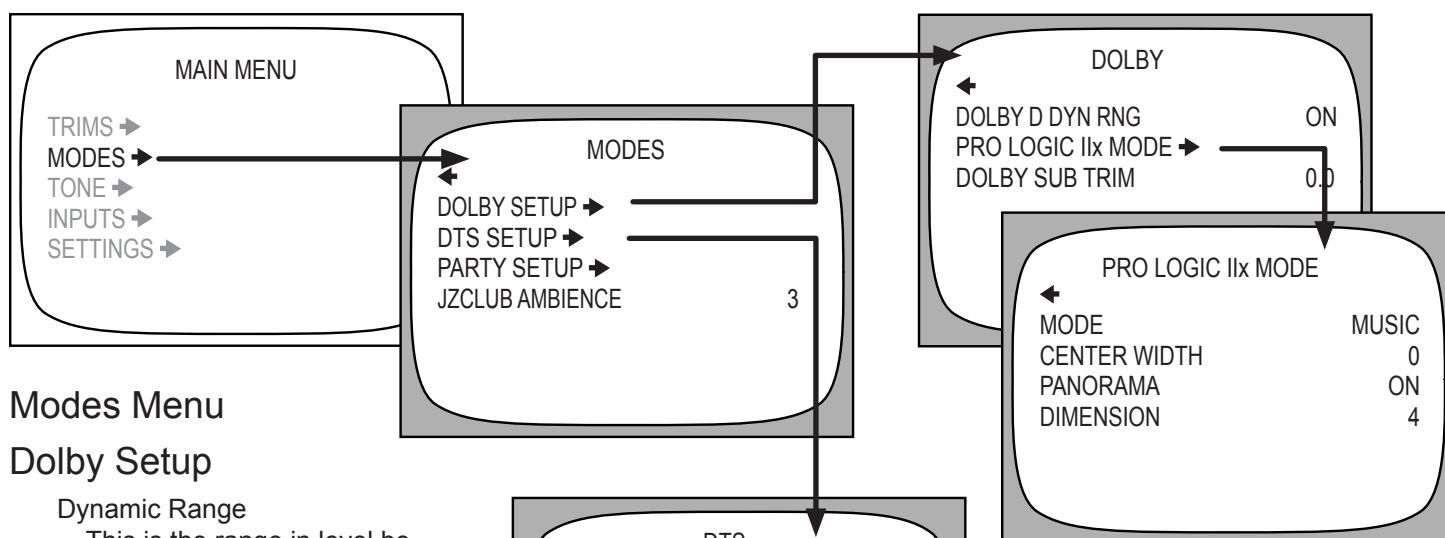 MAIN MENU
TRIMS
MODES
TONE
INPUTS
SETTINGS
MODES
DOLBY SETUP
DTS SETUP
PARTY SETUP
JZCLUB AMBIENCE 3
DOLBY
DOLBY D DYN RNG ON
PRO LOGIC IIx MODE
DOLBY SUB TRIM 0.0
PRO LOGIC IIx MODE
MODE MUSIC
CENTER WIDTH 0
PANORAMA ON
DIMENSION 4
Modes Menu
Dolby Setup
Dynamic Range
This is the range in level be
DTS